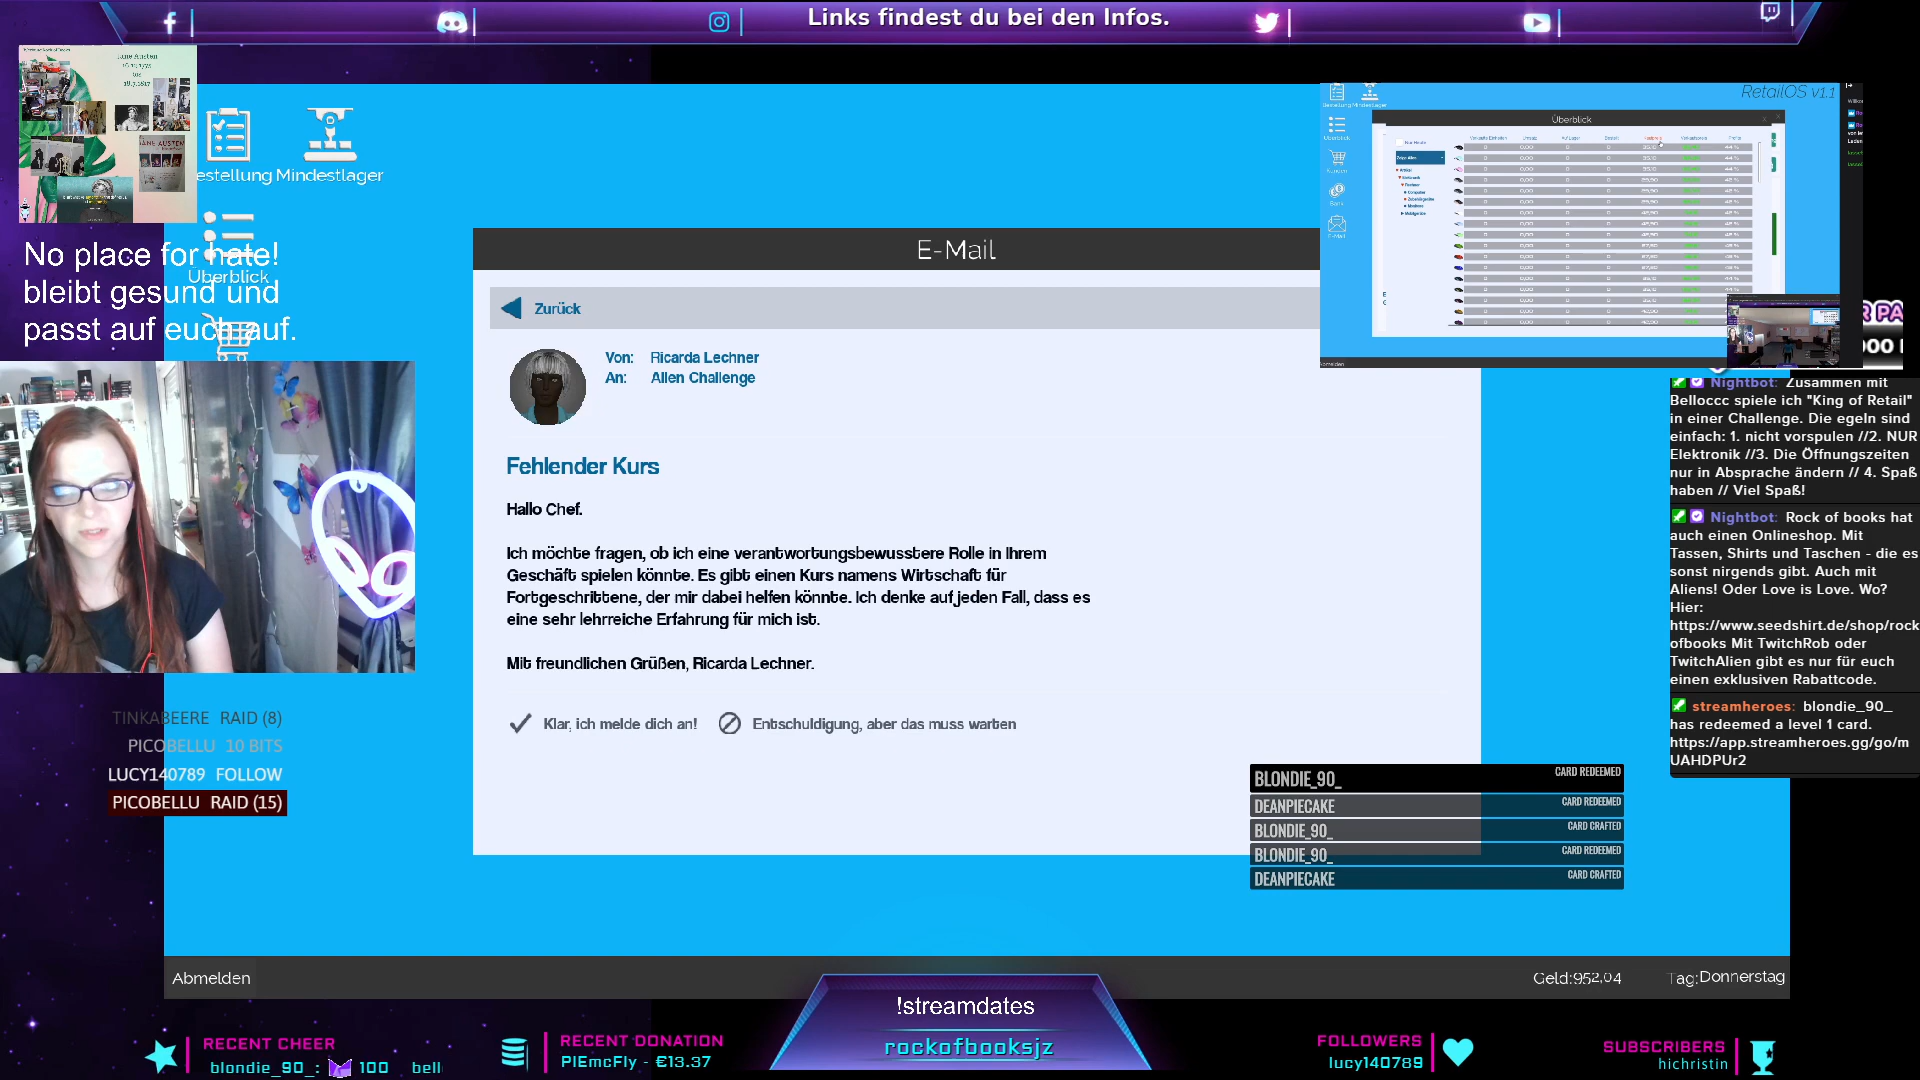 Links findest du bei den Infos.
Jane Austen
No place for hate!
bleibt gesund und
passt auf euch auf.
Mindestlager
Überblick
E-Mail
Zurück
Von: Ricarda Lechner
An: Alien Challenge
Fehlender Kurs
Hallo Chef.
Ich möchte fragen, ob ich eine verantwortungsbewusstere Rolle in Ihrem
Geschäft spielen könnte. Es gibt einen Kurs namens Wirtschaft für
Fortgeschrittene, der mir dabei helfen könnte. Ich denke auf jeden Fall, dass es
eine sehr lehrreiche Erfahrung für mich ist.
Mit freundlichen Grüßen, Ricarda Lechner.
Klar, ich melde dich an!
Entschuldigung, aber das muss warten
RetailOS v1.1
Überblick
Nightbot: Zusammen mit
Belloccc spiele ich "King of Retail"
in einer Challenge. Die egeln sind
einfach: 1. nicht vorspulen //2. NUR
Elektronik //3. Die Öffnungszeiten
nur in Absprache ändern // 4. Spaß
haben // Viel Spaß!
Nightbot: Rock of books hat
auch einen Onlineshop. Mit
Tassen, Shirts und Taschen - die es
sonst nirgends gibt. Auch mit
Aliens! Oder Love is Love. Wo?
Hier:
https://www.seedshirt.de/shop/rock
ofbooks Mit TwitchRob oder
TwitchAlien gibt es nur für euch
einen exklusiven Rabattcode.
streamheroes: blondie_90_
has redeemed a level 1 card.
https://app.streamheroes.gg/go/m
UAHDPUr2
TINKABEERE RAID (8)
PICOBELLU 10 BITS
LUCY140789 FOLLOW
PICOBELLU RAID (15)
BLONDIE_90_ CARD REDEEMED
DEANPIECAKE CARD REDEEMED
BLONDIE_90_ CARD CRAFTED
BLONDIE_90_ CARD REDEEMED
DEANPIECAKE CARD CRAFTED
Abmelden
Geld:952,04
Tag:Donnerstag
!streamdates
rockofbooksjz
RECENT CHEER
blondie_90_: 100 bell
RECENT DONATION
PlEmcFly - €13.37
FOLLOWERS
lucy140789
SUBSCRIBERS
hichristin